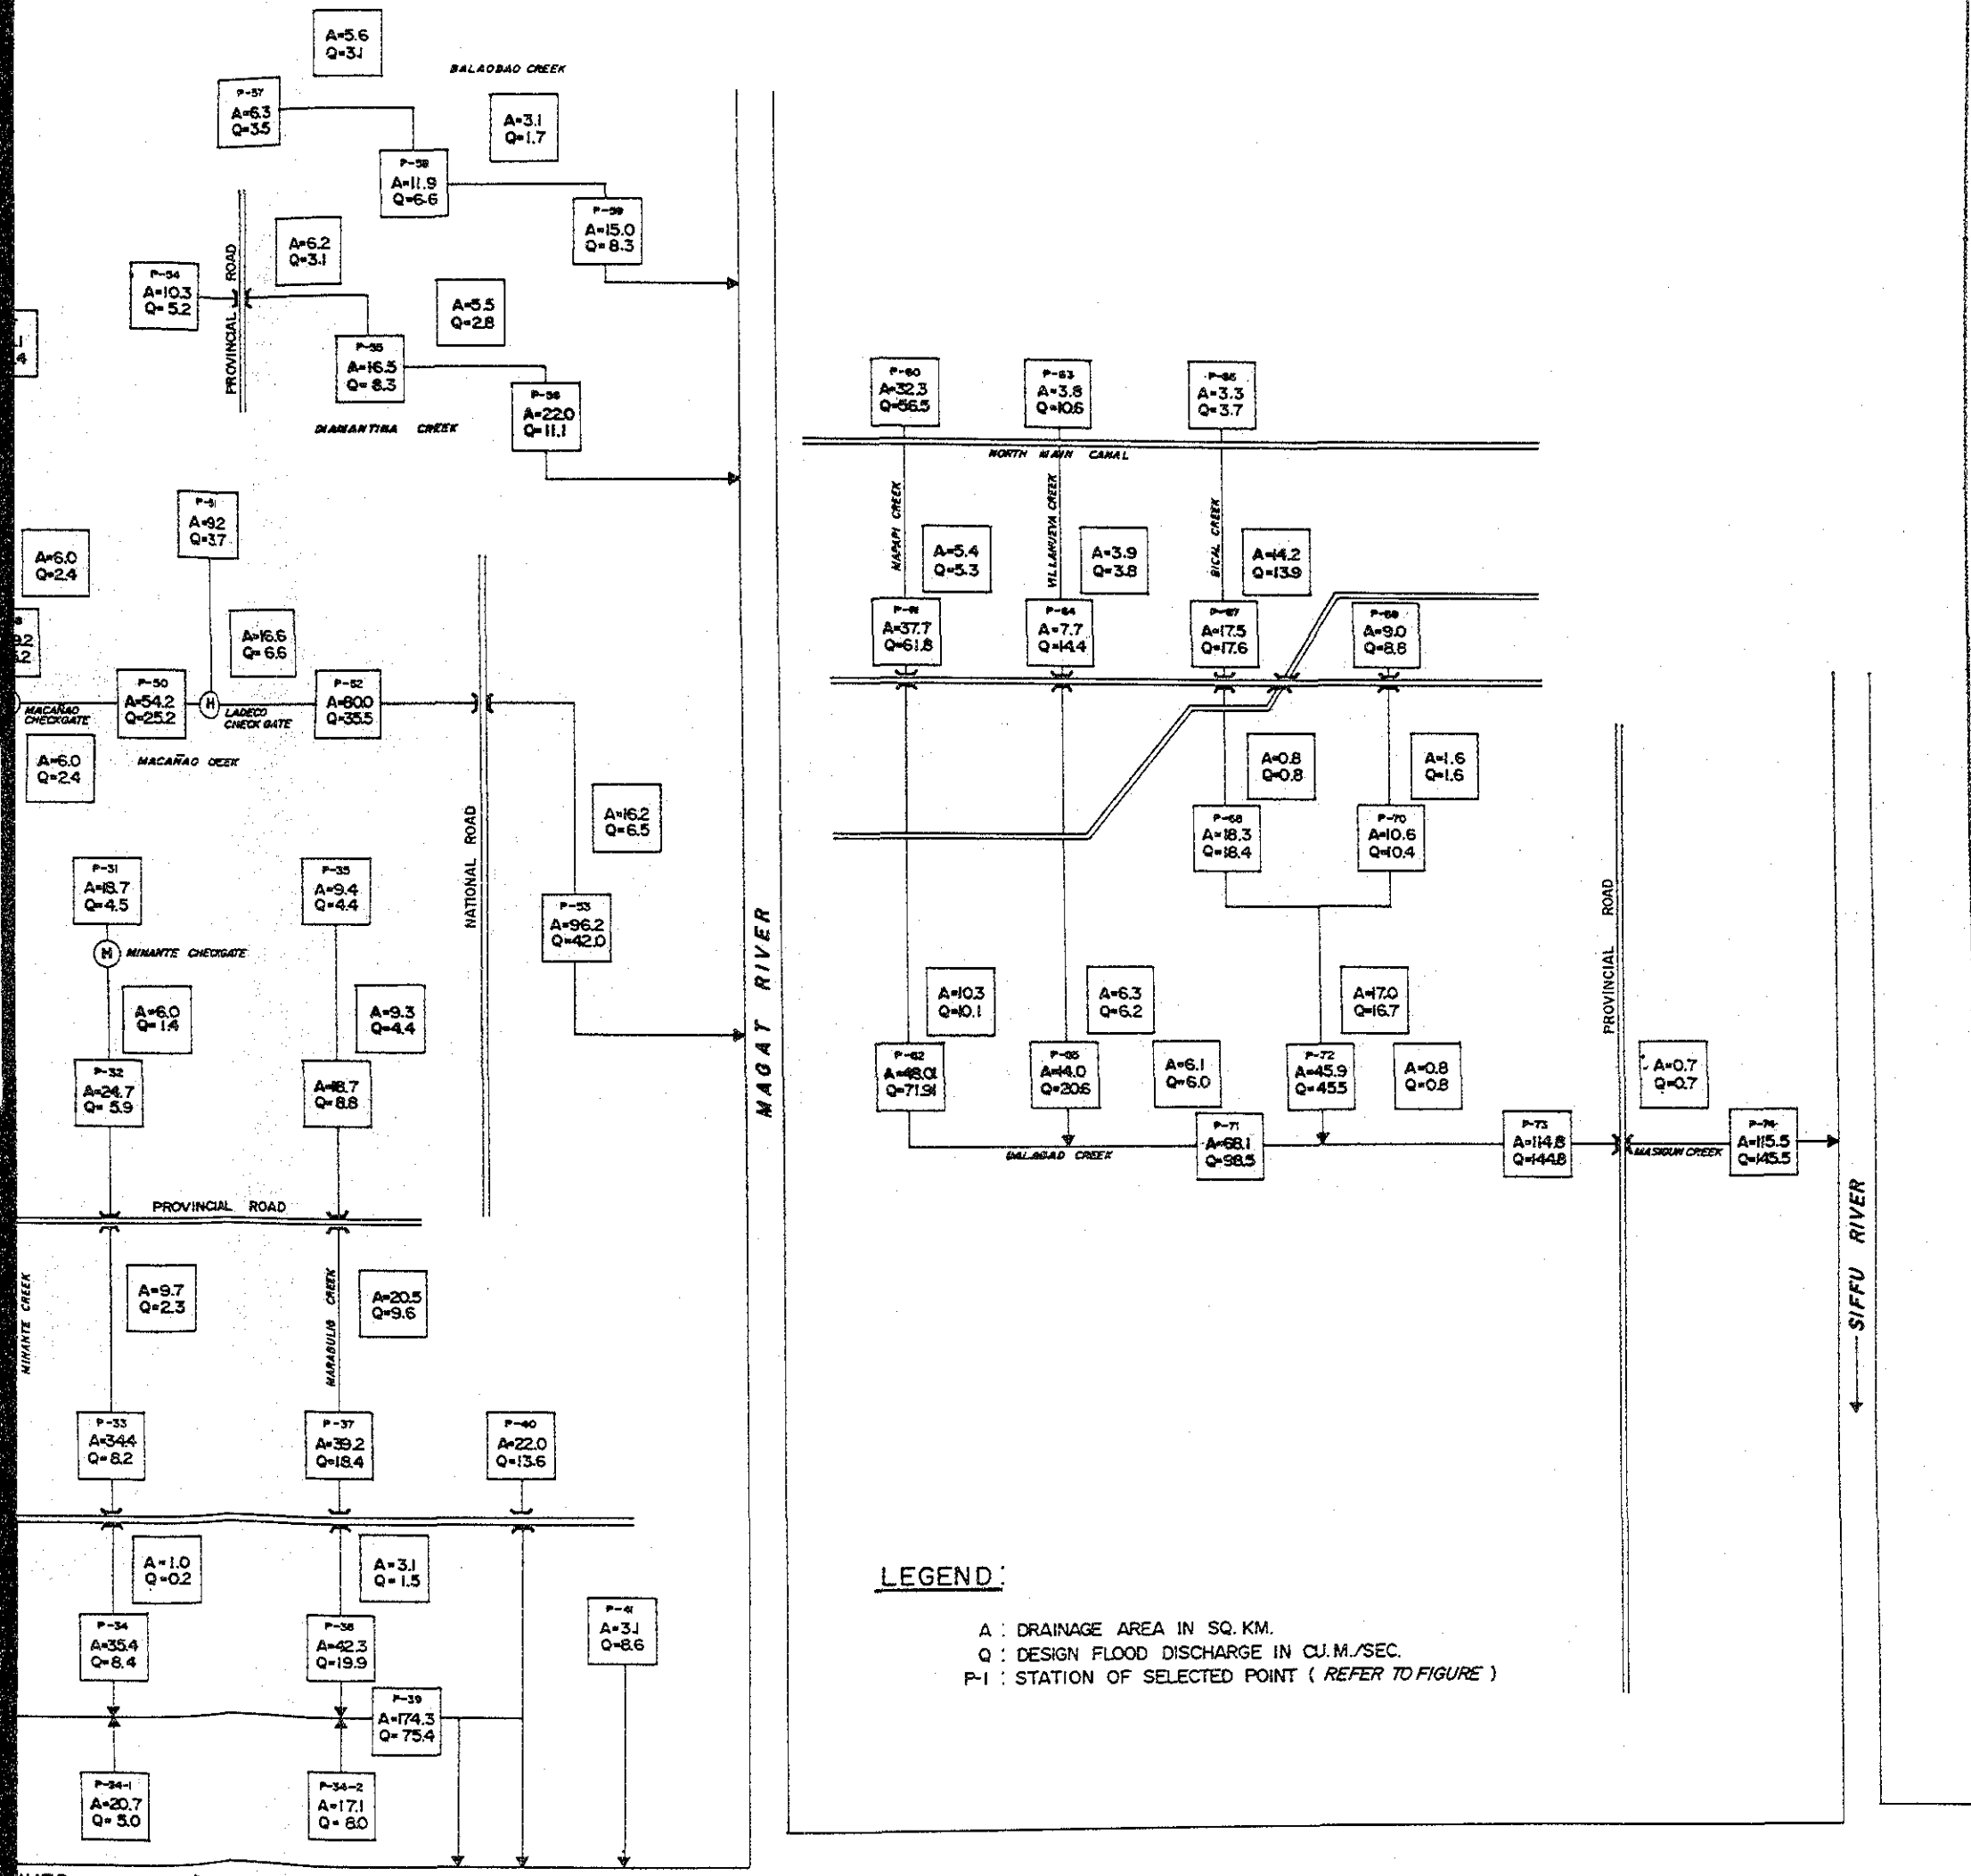 A=5.6
Q=3.1
BALAOBAO CREEK
P-57
A=6.3
Q=3.5
A=3.1
Q=1.7
P-58
A=11.9
Q=6.6
P-59
A=15.0
Q=8.3
PROVINCIAL ROAD
A=6.2
Q=3.1
P-54
A=10.3
Q=5.2
A=5.5
Q=2.8
P-55
A=16.5
Q=8.3
P-56
A=22.0
Q=11.1
DIAMANTINA CREEK
P-51
A=9.2
Q=3.7
A=6.0
Q=2.4
A=16.6
Q=6.6
P-50
A=54.2
Q=25.2
H
P-52
A=80.0
Q=35.5
MACAÑAO
CHECKGATE
LADECO
CHECK GATE
MACAÑAO CEEK
A=6.0
Q=2.4
NATIONAL ROAD
A=16.2
Q=6.5
P-53
A=96.2
Q=42.0
P-31
A=18.7
Q=4.5
P-35
A=9.4
Q=4.4
M
MINANTE CHECKGATE
A=6.0
Q=1.4
A=9.3
Q=4.4
P-32
A=24.7
Q=5.9
A=18.7
Q=8.8
PROVINCIAL ROAD
MINANTE CREEK
A=9.7
Q=2.3
MARABULIG CREEK
A=20.5
Q=9.6
P-33
A=34.4
Q=8.2
P-37
A=39.2
Q=18.4
P-40
A=22.0
Q=13.6
A=1.0
Q=0.2
A=3.1
Q=1.5
P-34
A=35.4
Q=8.4
P-38
A=42.3
Q=19.9
P-41
A=3.1
Q=8.6
P-39
A=174.3
Q=75.4
P-34-1
A=20.7
Q=5.0
P-34-2
A=17.1
Q=8.0
MAGAT RIVER
P-60
A=32.3
Q=56.5
P-63
A=3.8
Q=10.6
P-66
A=3.3
Q=3.7
NORTH MAIN CANAL
MAPAPI CREEK
A=5.4
Q=5.3
VILLANUEVA CREEK
A=3.9
Q=3.8
BICAL CREEK
A=14.2
Q=13.9
P-61
A=37.7
Q=61.8
P-64
A=7.7
Q=14.4
P-67
A=17.5
Q=17.6
P-69
A=9.0
Q=8.8
A=0.8
Q=0.8
A=1.6
Q=1.6
P-68
A=18.3
Q=18.4
P-70
A=10.6
Q=10.4
PROVINCIAL ROAD
A=10.3
Q=10.1
A=6.3
Q=6.2
A=17.0
Q=16.7
P-62
A=48.01
Q=71.91
P-65
A=14.0
Q=20.6
A=6.1
Q=6.0
P-72
A=45.9
Q=45.5
A=0.8
Q=0.8
A=0.7
Q=0.7
P-71
A=68.1
Q=98.5
P-73
A=114.8
Q=144.8
P-74
A=115.5
Q=145.5
DALAGAD CREEK
MASIGUN CREEK
SIFFU RIVER
LEGEND:
A : DRAINAGE AREA IN SQ. KM.
Q : DESIGN FLOOD DISCHARGE IN CU.M./SEC.
P-1 : STATION OF SELECTED POINT ( REFER TO FIGURE )